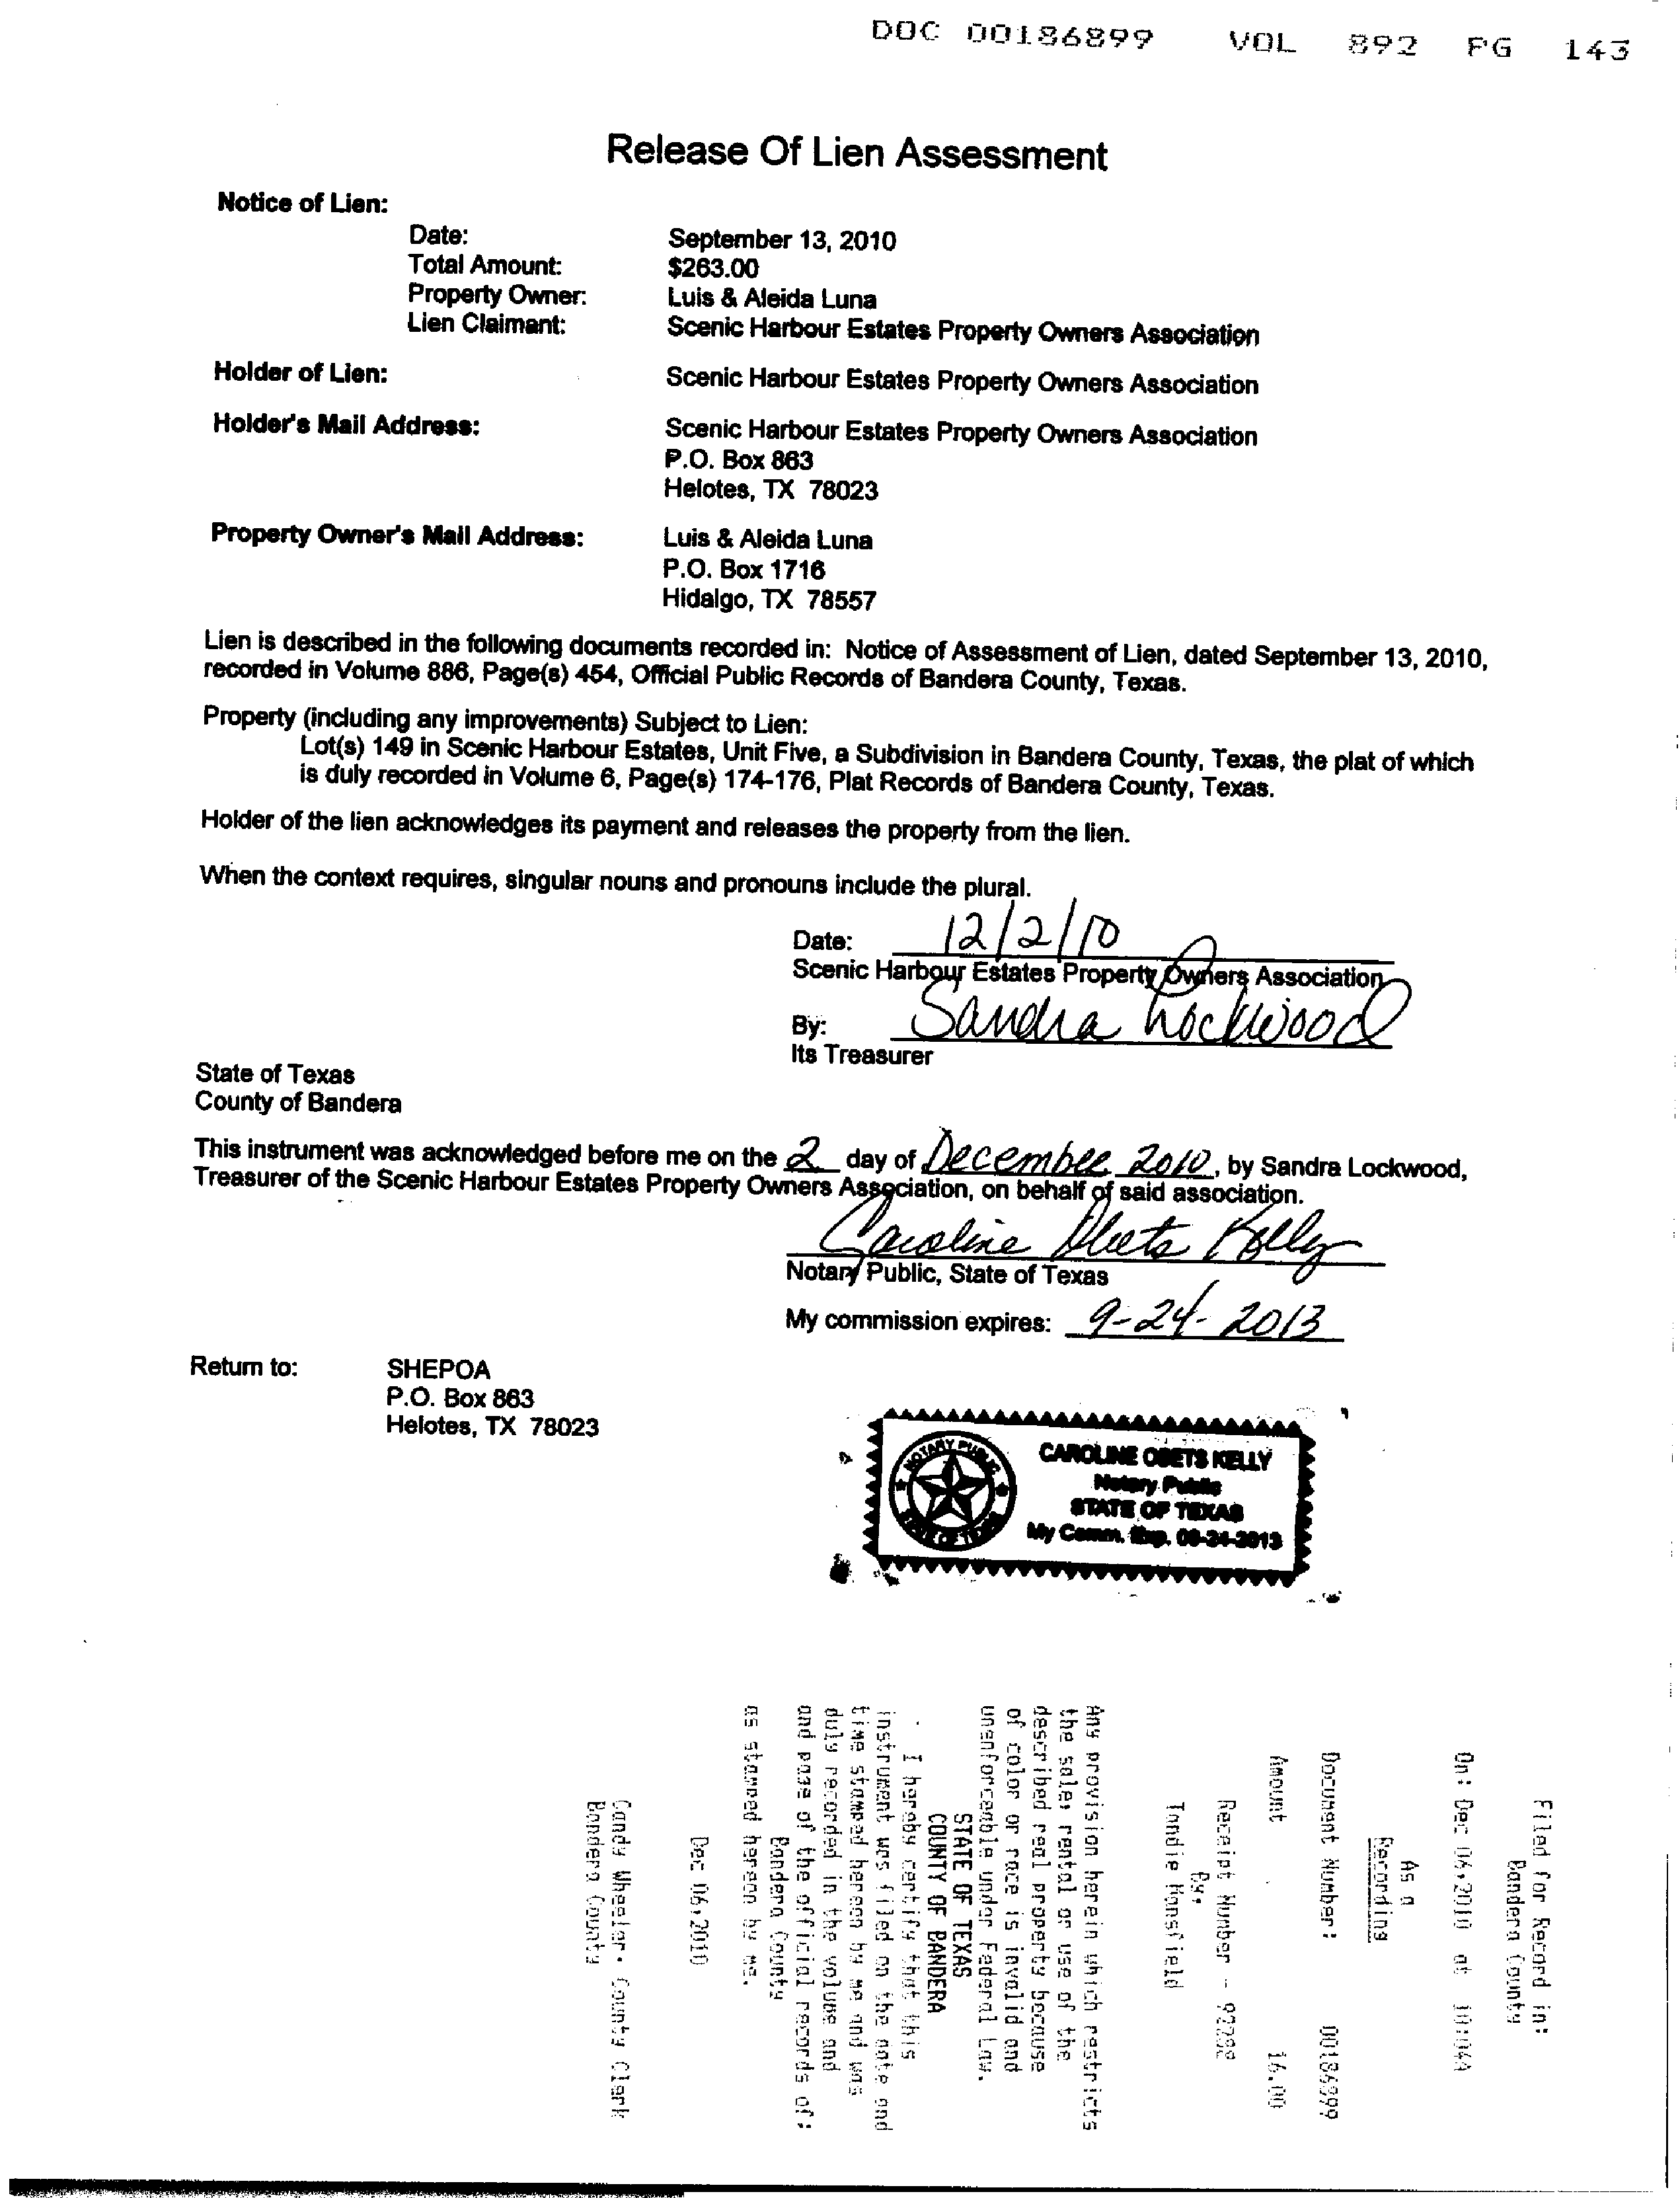 DOC 00186899 VOL 892 PG 143
Release Of Lien Assessment
Notice of Lien:
Date: September 13, 2010
Total Amount: $263.00
Property Owner: Luis & Aleida Luna
Lien Claimant: Scenic Harbour Estates Property Owners Association
Holder of Lien: Scenic Harbour Estates Property Owners Association
Holder's Mail Address: Scenic Harbour Estates Property Owners Association
P.O. Box 863
Helotes, TX 78023
Property Owner's Mail Address: Luis & Aleida Luna
P.O. Box 1716
Hidalgo, TX 78557
Lien is described in the following documents recorded in: Notice of Assessment of Lien, dated September 13, 2010,
recorded in Volume 886, Page(s) 454, Official Public Records of Bandera County, Texas.
Property (including any improvements) Subject to Lien:
Lot(s) 149 in Scenic Harbour Estates, Unit Five, a Subdivision in Bandera County, Texas, the plat of which
is duly recorded in Volume 6, Page(s) 174-176, Plat Records of Bandera County, Texas.
Holder of the lien acknowledges its payment and releases the property from the lien.
When the context requires, singular nouns and pronouns include the plural.
Date: 12/2/10
Scenic Harbour Estates Property Owners Association
By: Sandra Lockwood
Its Treasurer
State of Texas
County of Bandera
This instrument was acknowledged before me on the 2 day of December 2010, by Sandra Lockwood,
Treasurer of the Scenic Harbour Estates Property Owners Association, on behalf of said association.
Caroline Obets Kelly
Notary Public, State of Texas
My commission expires: 9-24-2013
Return to: SHEPOA
P.O. Box 863
Helotes, TX 78023
NOTARY PUBLIC
STATE OF TEXAS
CAROLINE OBETS KELLY
Notary Public
STATE OF TEXAS
My Comm. Exp. 09-24-2013
Filed for Record in:
Bandera County
On: Dec 06,2010 at 10:04A
As a
Recording
Document Number: 00186899
Amount 16.00
Receipt Number - 92282
By,
Tandie Mansfield
Any provision herein which restricts
the sale, rental or use of the
described real property because
of color or race is invalid and
unenforceable under Federal Law.
STATE OF TEXAS
COUNTY OF BANDERA
I hereby certify that this
instrument was filed on the date and
time stamped hereon by me and was
duly recorded in the volume and
and page of the official records of:
Bandera County
as stamped hereon by me.
Dec 06,2010
Candy Wheeler, County Clerk
Bandera County